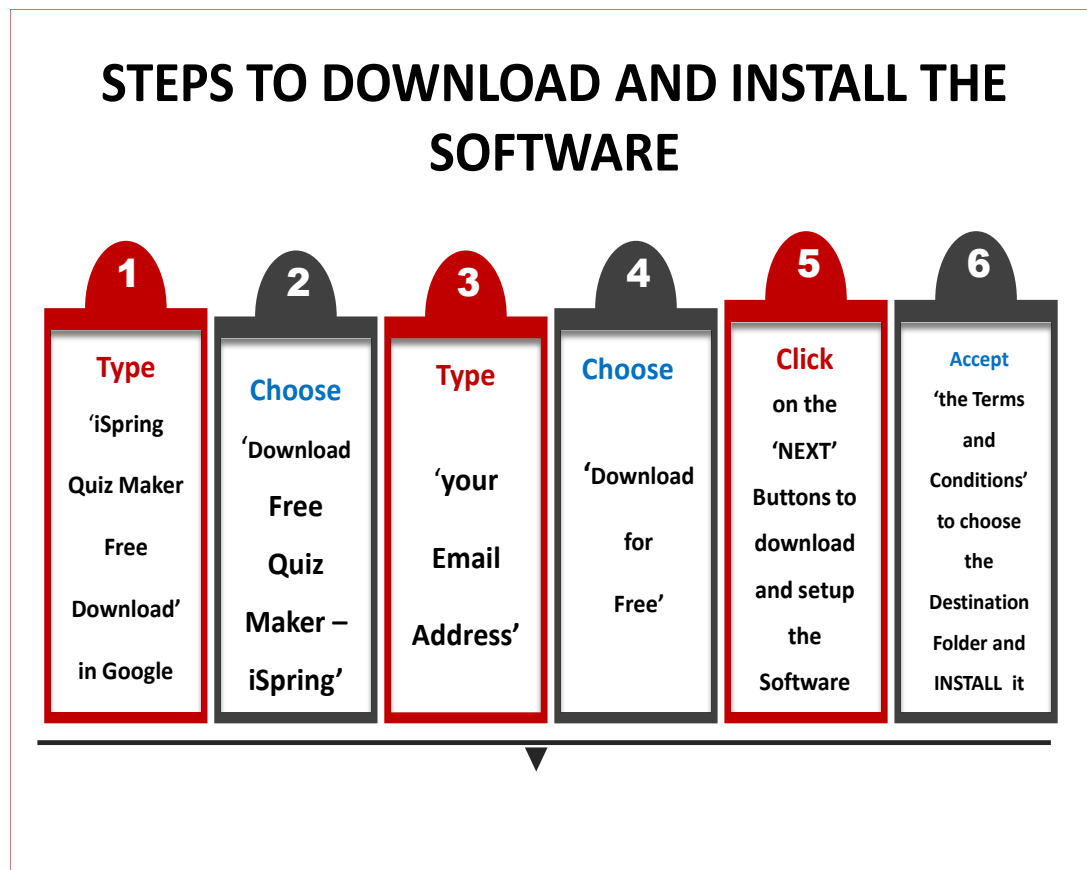 STEPS TO DOWNLOAD AND INSTALL THE
SOFTWARE
1
Type
‘iSpring
Quiz Maker
Free
Download’
in Google
2
Choose
‘Download
Free
Quiz
Maker –
iSpring’
3
Type
‘your
Email
Address’
4
Choose
‘Download
for
Free’
5
Click
on the
‘NEXT’
Buttons to
download
and setup
the
Software
6
Accept
‘the Terms
and
Conditions’
to choose
the
Destination
Folder and
INSTALL it